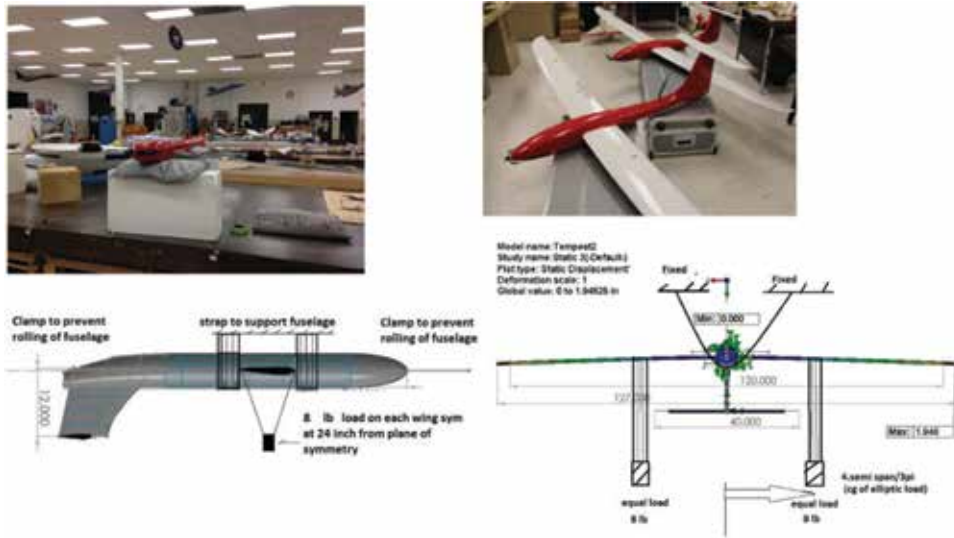 Model name: Tempest2
Study name: Static 3(-Default-)
Plot type: Static Displacement
Deformation scale: 1
Global value: 0 to 1.94626 in
Fixed
Fixed
Min: 0.000
120.000
40.000
Max: 1.946
4.semi span/3pi
(cg of elliptic load)
equal load
8 lb
equal load
8 lb
Clamp to prevent
rolling of fuselage
strap to support fuselage
Clamp to prevent
rolling of fuselage
12.000
8 lb load on each wing sym
at 24 inch from plane of
symmetry